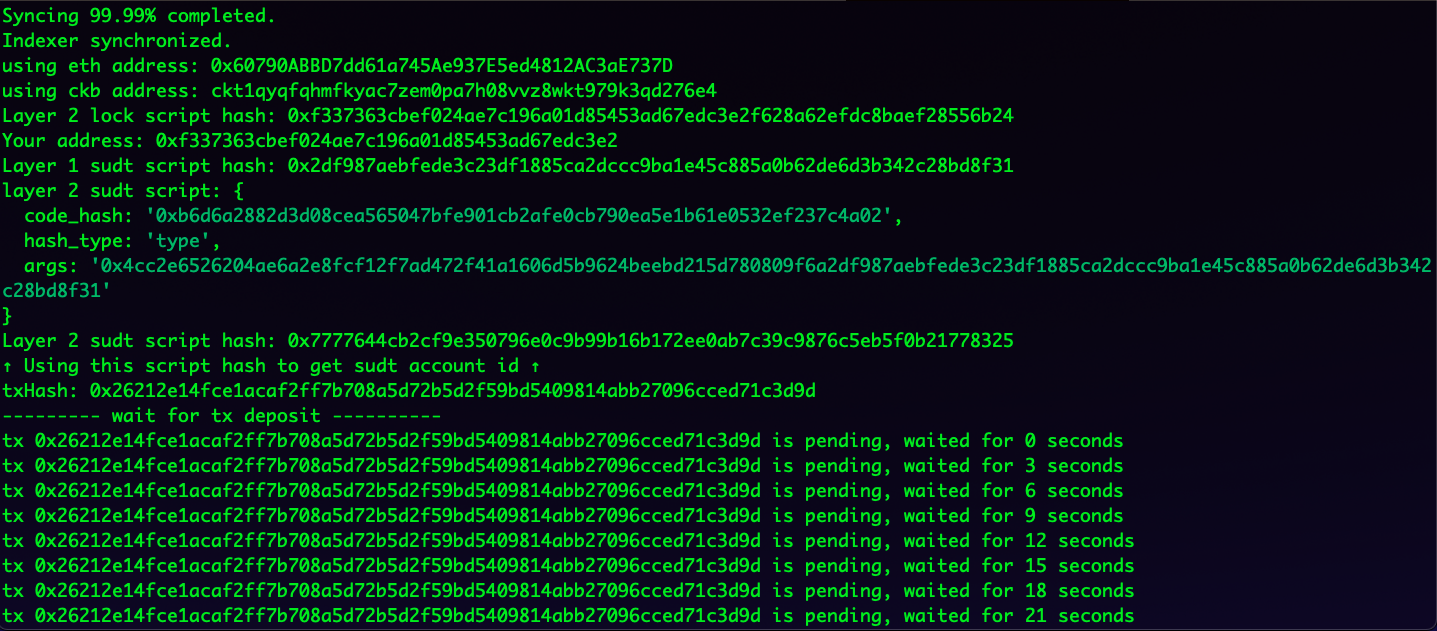 Syncing 99.99% completed.
Indexer synchronized.
using eth address: 0x60790ABBD7dd61a745Ae937E5ed4812AC3aE737D
using ckb address: ckt1qyqfqhmfkyac7zem0pa7h08vvz8wkt979k3qd276e4
Layer 2 lock script hash: 0xf337363cbef024ae7c196a01d85453ad67edc3e2f628a62efdc8baef28556b24
Your address: 0xf337363cbef024ae7c196a01d85453ad67edc3e2
Layer 1 sudt script hash: 0x2df987aebfede3c23df1885ca2dccc9ba1e45c885a0b62de6d3b342c28bd8f31
layer 2 sudt script: {
  code_hash: '0xb6d6a2882d3d08cea565047bfe901cb2afe0cb790ea5e1b61e0532ef237c4a02',
  hash_type: 'type',
  args: '0x4cc2e6526204ae6a2e8fcf12f7ad472f41a1606d5b9624beebd215d780809f6a2df987aebfede3c23df1885ca2dccc9ba1e45c885a0b62de6d3b342
c28bd8f31'
}
Layer 2 sudt script hash: 0x7777644cb2cf9e350796e0c9b99b16b172ee0ab7c39c9876c5eb5f0b21778325
↑ Using this script hash to get sudt account id ↑
txHash: 0x26212e14fce1acaf2ff7b708a5d72b5d2f59bd5409814abb27096cced71c3d9d
--------- wait for tx deposit ----------
tx 0x26212e14fce1acaf2ff7b708a5d72b5d2f59bd5409814abb27096cced71c3d9d is pending, waited for 0 seconds
tx 0x26212e14fce1acaf2ff7b708a5d72b5d2f59bd5409814abb27096cced71c3d9d is pending, waited for 3 seconds
tx 0x26212e14fce1acaf2ff7b708a5d72b5d2f59bd5409814abb27096cced71c3d9d is pending, waited for 6 seconds
tx 0x26212e14fce1acaf2ff7b708a5d72b5d2f59bd5409814abb27096cced71c3d9d is pending, waited for 9 seconds
tx 0x26212e14fce1acaf2ff7b708a5d72b5d2f59bd5409814abb27096cced71c3d9d is pending, waited for 12 seconds
tx 0x26212e14fce1acaf2ff7b708a5d72b5d2f59bd5409814abb27096cced71c3d9d is pending, waited for 15 seconds
tx 0x26212e14fce1acaf2ff7b708a5d72b5d2f59bd5409814abb27096cced71c3d9d is pending, waited for 18 seconds
tx 0x26212e14fce1acaf2ff7b708a5d72b5d2f59bd5409814abb27096cced71c3d9d is pending, waited for 21 seconds